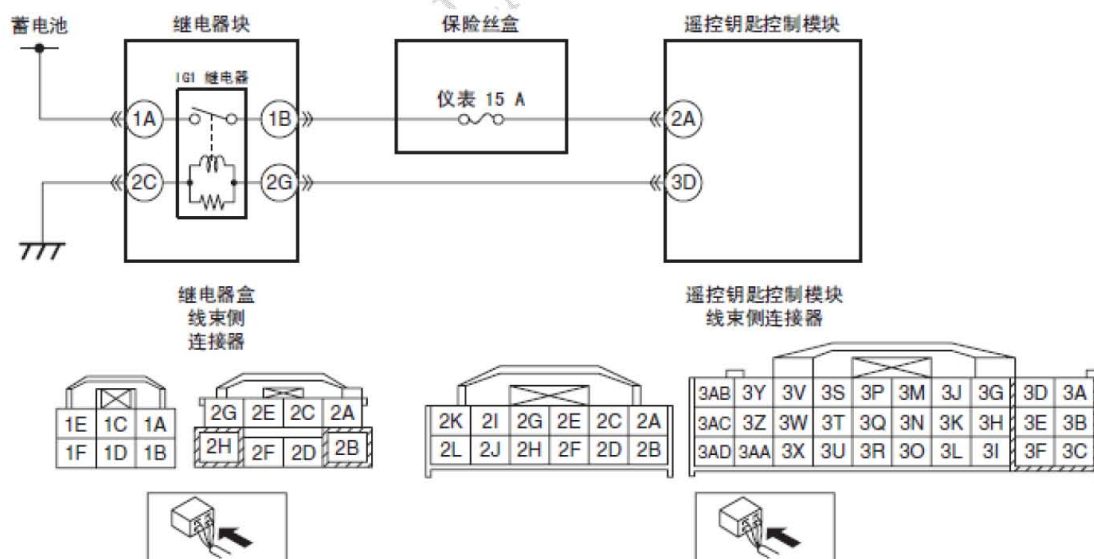 蓄电池 继电器块 保险丝盒 遥控钥匙控制模块
IG1 继电器
仪表 15 A
1A 1B 2A
2C 2G 3D
继电器盒
线束侧
连接器
遥控钥匙控制模块
线束侧连接器
1E 1C 1A
1F 1D 1B
2G 2E 2C 2A
2H 2F 2D 2B
2K 2I 2G 2E 2C 2A
2L 2J 2H 2F 2D 2B
3AB 3Y 3V 3S 3P 3M 3J 3G 3D 3A
3AC 3Z 3W 3T 3Q 3N 3K 3H 3E 3B
3AD 3AA 3X 3U 3R 3O 3L 3I 3F 3C